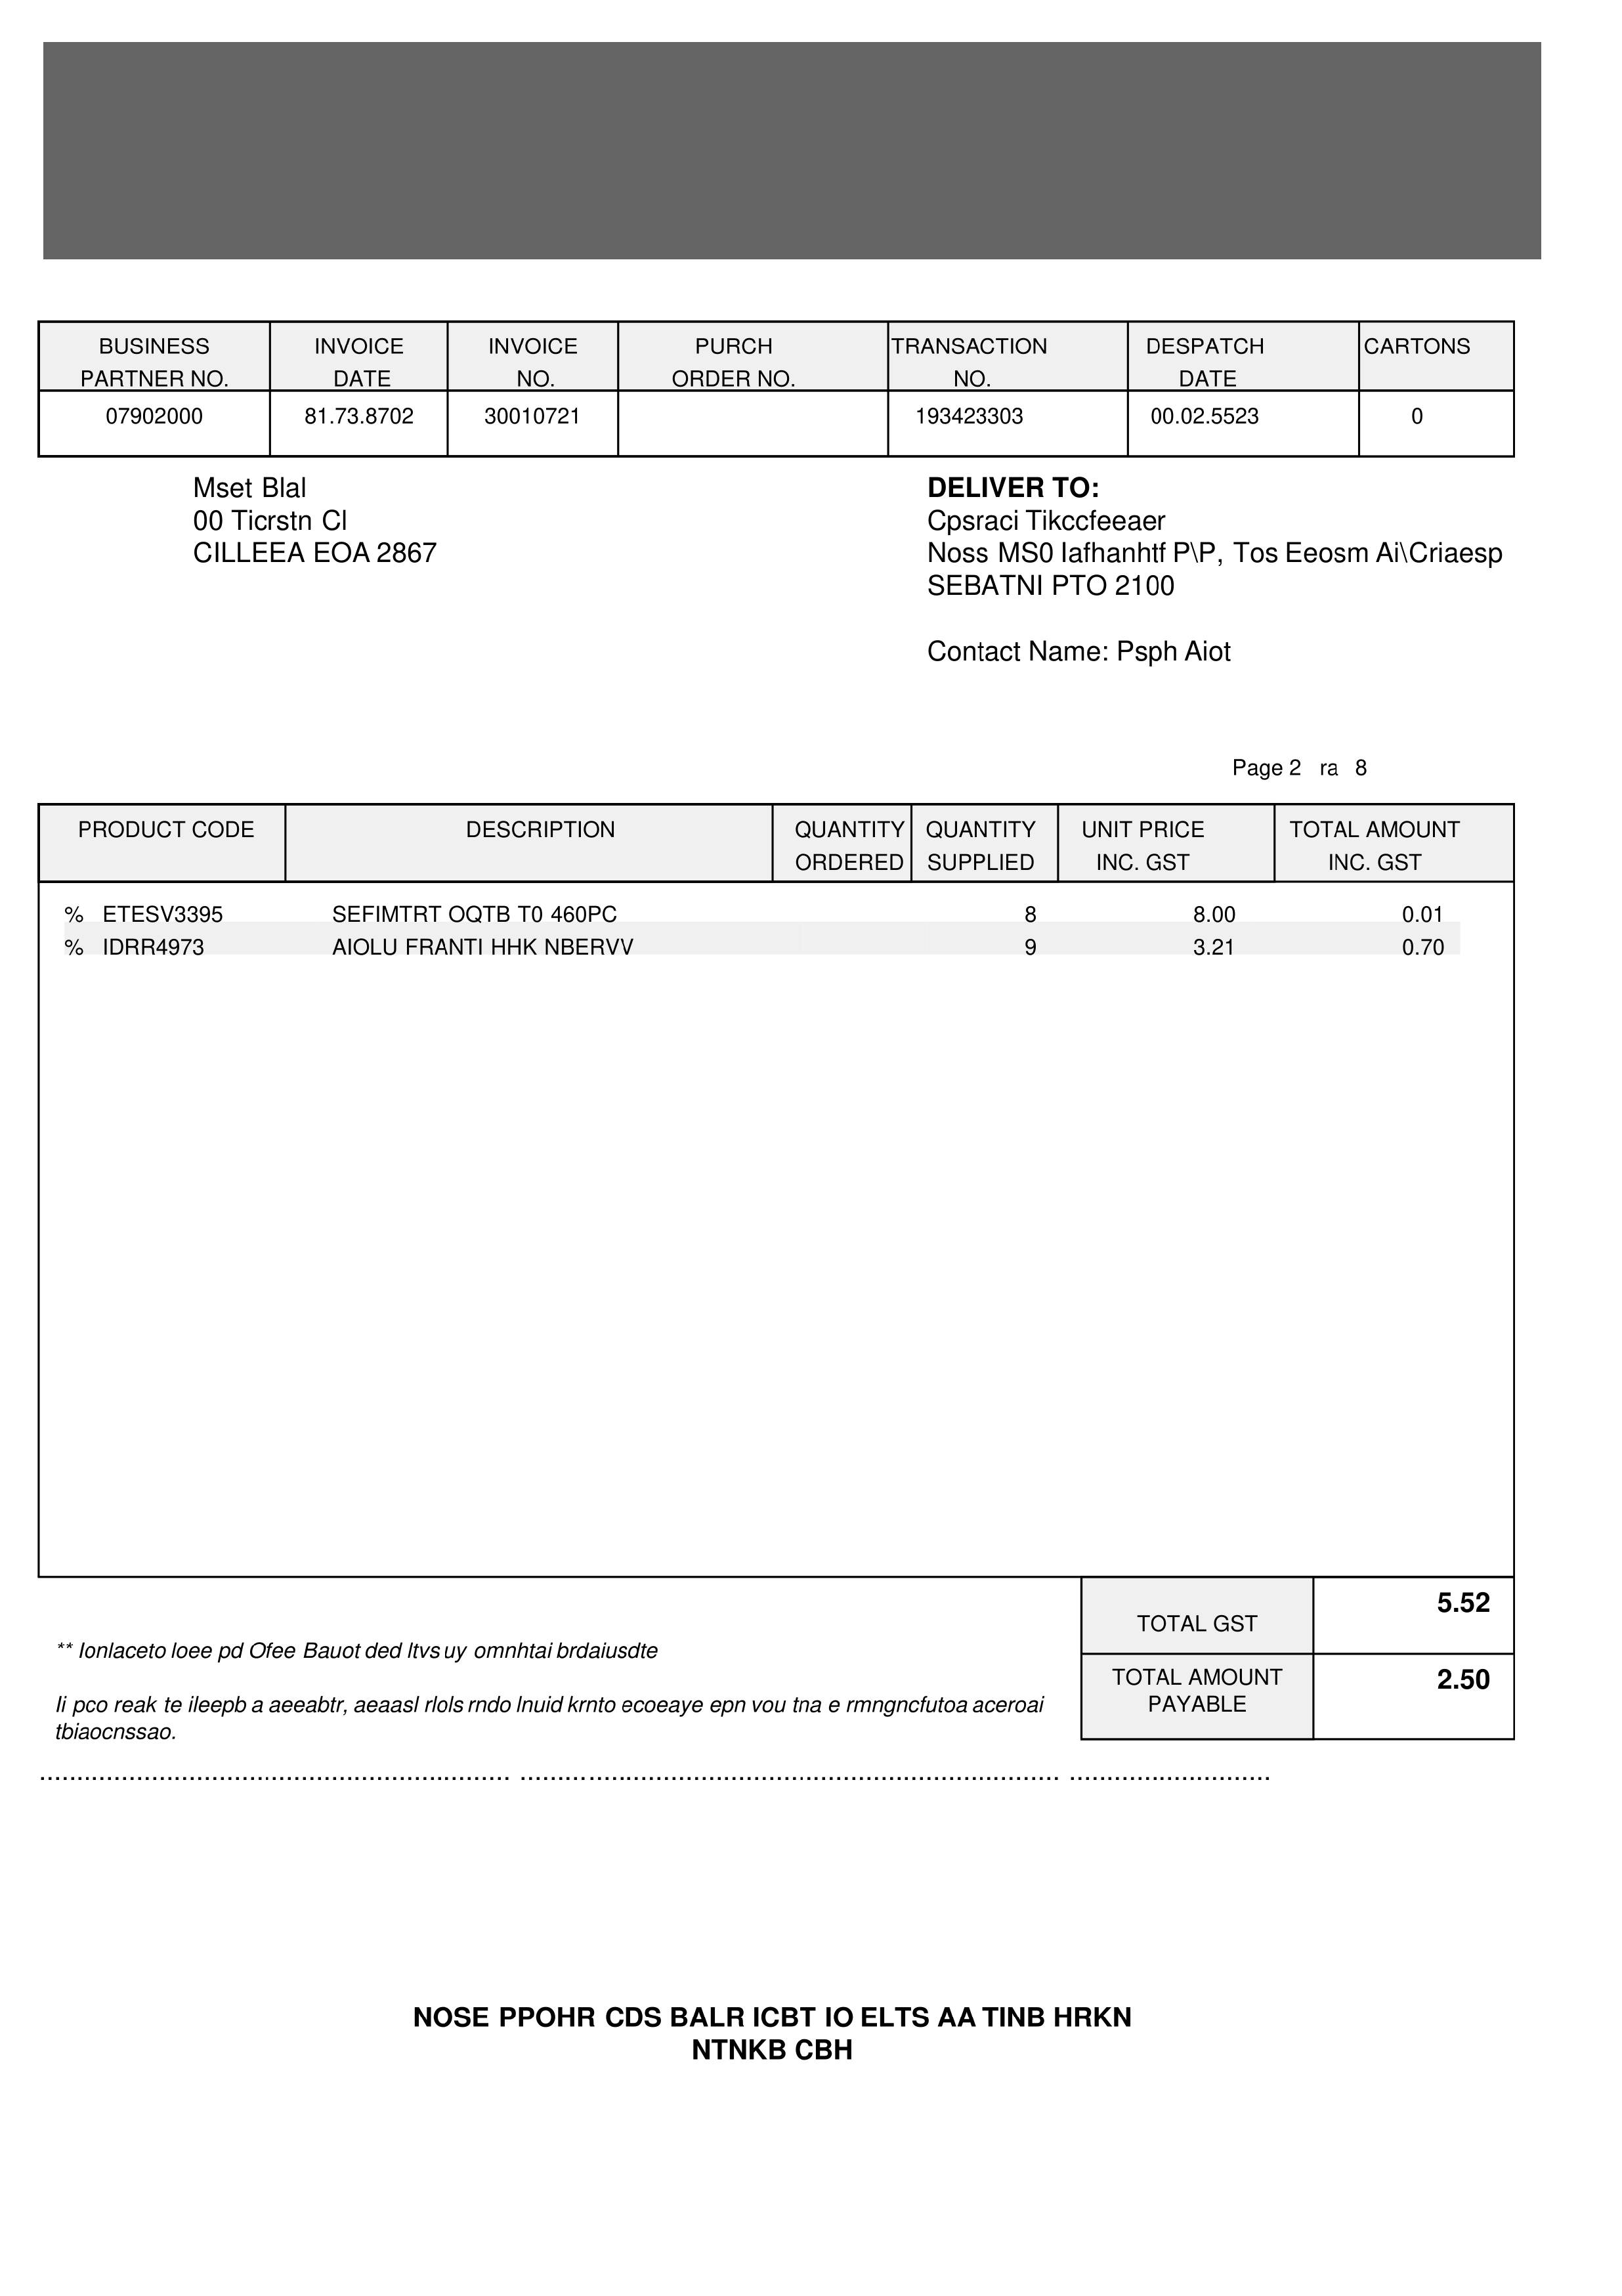 BUSINESS PARTNER NO. INVOICE DATE INVOICE NO. PURCH ORDER NO. TRANSACTION NO. DESPATCH DATE CARTONS
07902000 81.73.8702 30010721 193423303 00.02.5523 0
Mset Blal
00 Ticrstn Cl
CILLEEA EOA 2867
DELIVER TO:
Cpsraci Tikccfeeaer
Noss MS0 Iafhanhtf P\P, Tos Eeosm Ai\Criaesp
SEBATNI PTO 2100
Contact Name: Psph Aiot
Page 2 ra 8
PRODUCT CODE DESCRIPTION QUANTITY ORDERED QUANTITY SUPPLIED UNIT PRICE INC. GST TOTAL AMOUNT INC. GST
% ETESV3395 SEFIMTRT OQTB T0 460PC 8 8.00 0.01
% IDRR4973 AIOLU FRANTI HHK NBERVV 9 3.21 0.70
TOTAL GST 5.52
** Ionlaceto loee pd Ofee Bauot ded ltvs uy omnhtai brdaiusdte
TOTAL AMOUNT PAYABLE 2.50
Ii pco reak te ileepb a aeeabtr, aeaasl rlols rndo lnuid krnto ecoeaye epn vou tna e rmngncfutoa aceroai
tbiaocnssao.
NOSE PPOHR CDS BALR ICBT IO ELTS AA TINB HRKN
NTNKB CBH